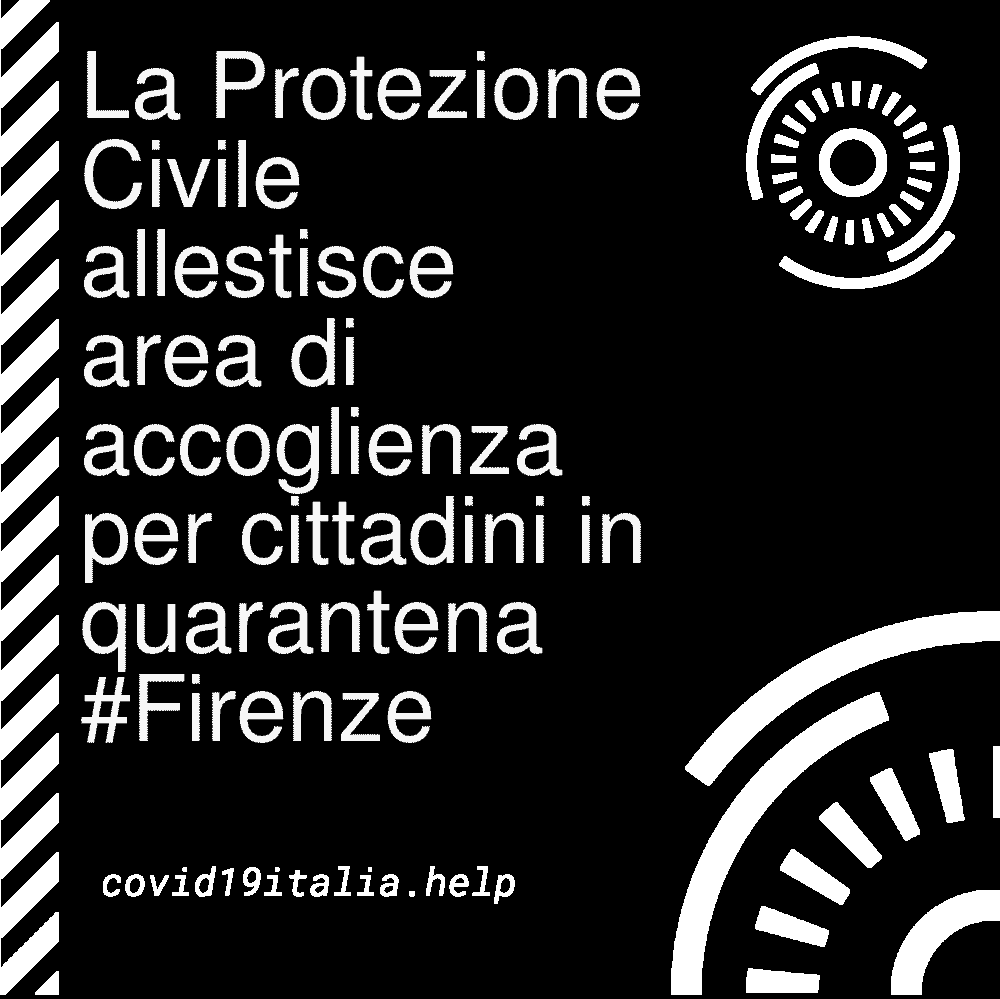 La Protezione
Civile
allestisce
area di
accoglienza
per cittadini in
quarantena
#Firenze
covid19italia.help